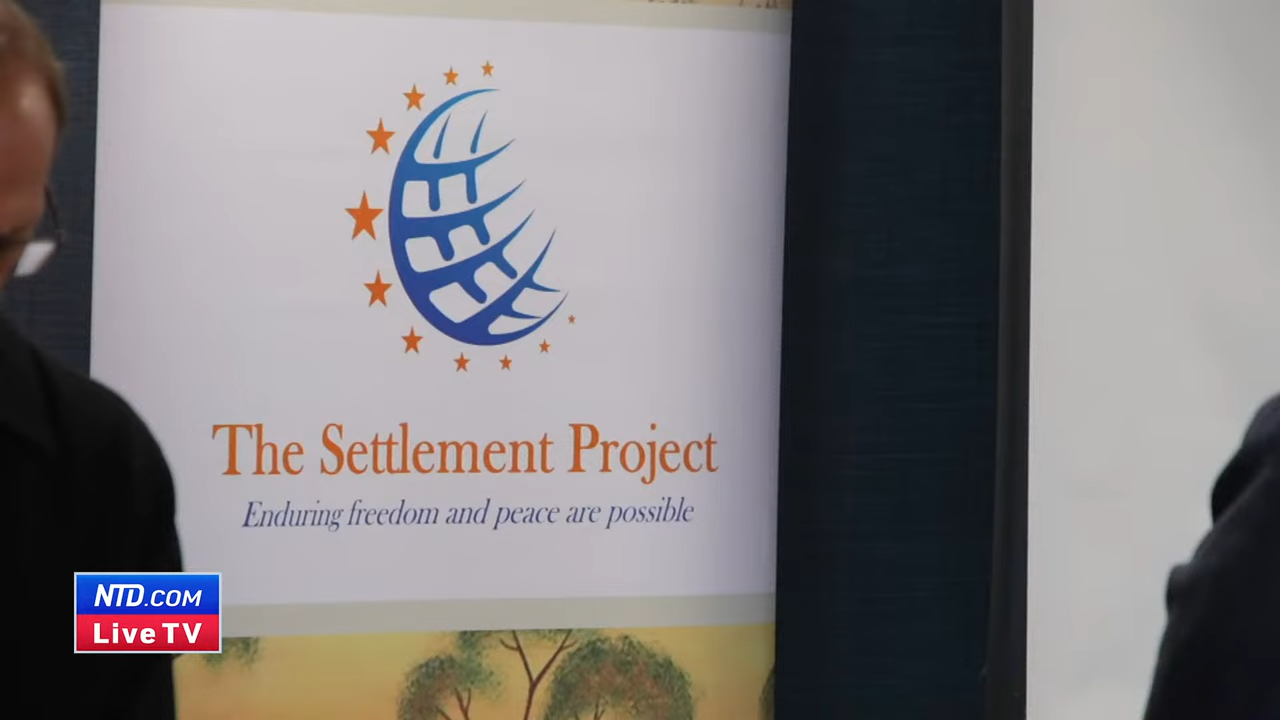 The Settlement Project
Enduring freedom and peace are possible
NTD.COM
Live TV